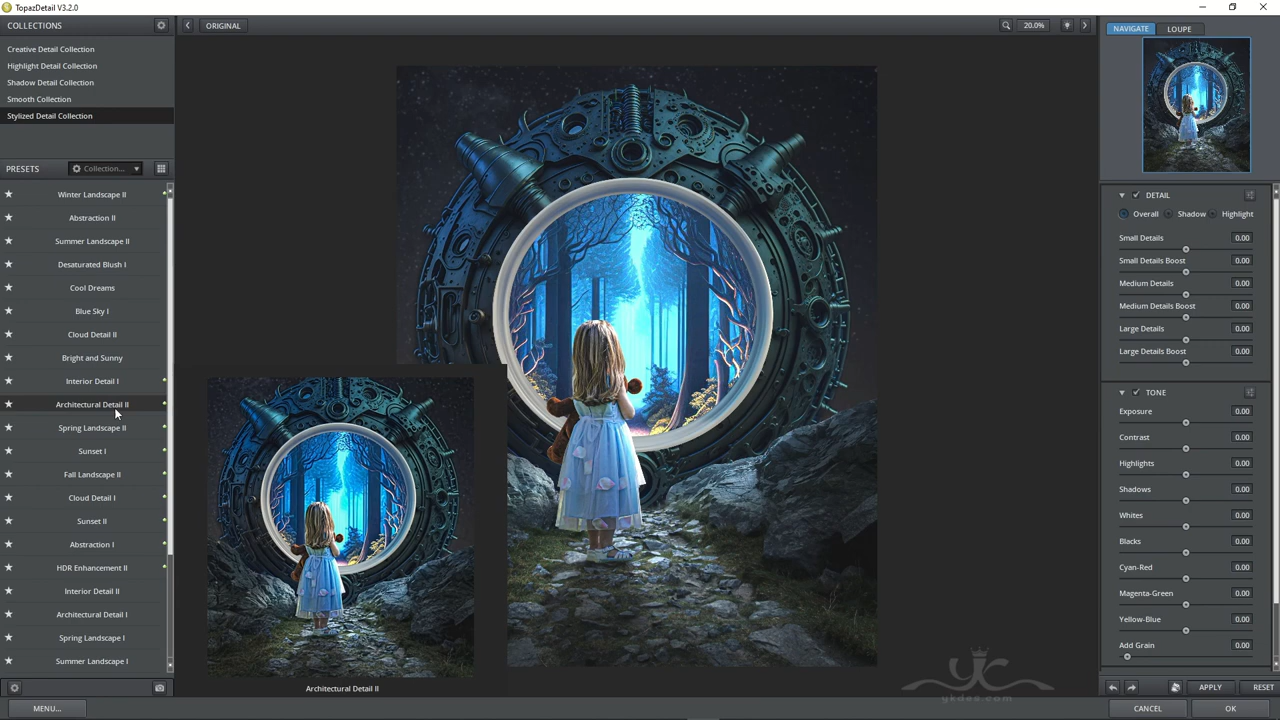 TopazDetail V3.2.0
COLLECTIONS
ORIGINAL
20.0%
NAVIGATE
LOUPE
Creative Detail Collection
Highlight Detail Collection
Shadow Detail Collection
Smooth Collection
Stylized Detail Collection
PRESETS
Collection...
Winter Landscape II
Abstraction II
Summer Landscape II
Desaturated Blush I
Cool Dreams
Blue Sky I
Cloud Detail II
Bright and Sunny
Interior Detail I
Architectural Detail II
Spring Landscape II
Sunset I
Fall Landscape II
Cloud Detail I
Sunset II
Abstraction I
HDR Enhancement II
Interior Detail II
Architectural Detail I
Spring Landscape I
Summer Landscape I
MENU...
Architectural Detail II
ykdes.com
DETAIL
Overall
Shadow
Highlight
Small Details 0.00
Small Details Boost 0.00
Medium Details 0.00
Medium Details Boost 0.00
Large Details 0.00
Large Details Boost 0.00
TONE
Exposure 0.00
Contrast 0.00
Highlights 0.00
Shadows 0.00
Whites 0.00
Blacks 0.00
Cyan-Red 0.00
Magenta-Green 0.00
Yellow-Blue 0.00
Add Grain 0.00
APPLY
RESET
CANCEL
OK